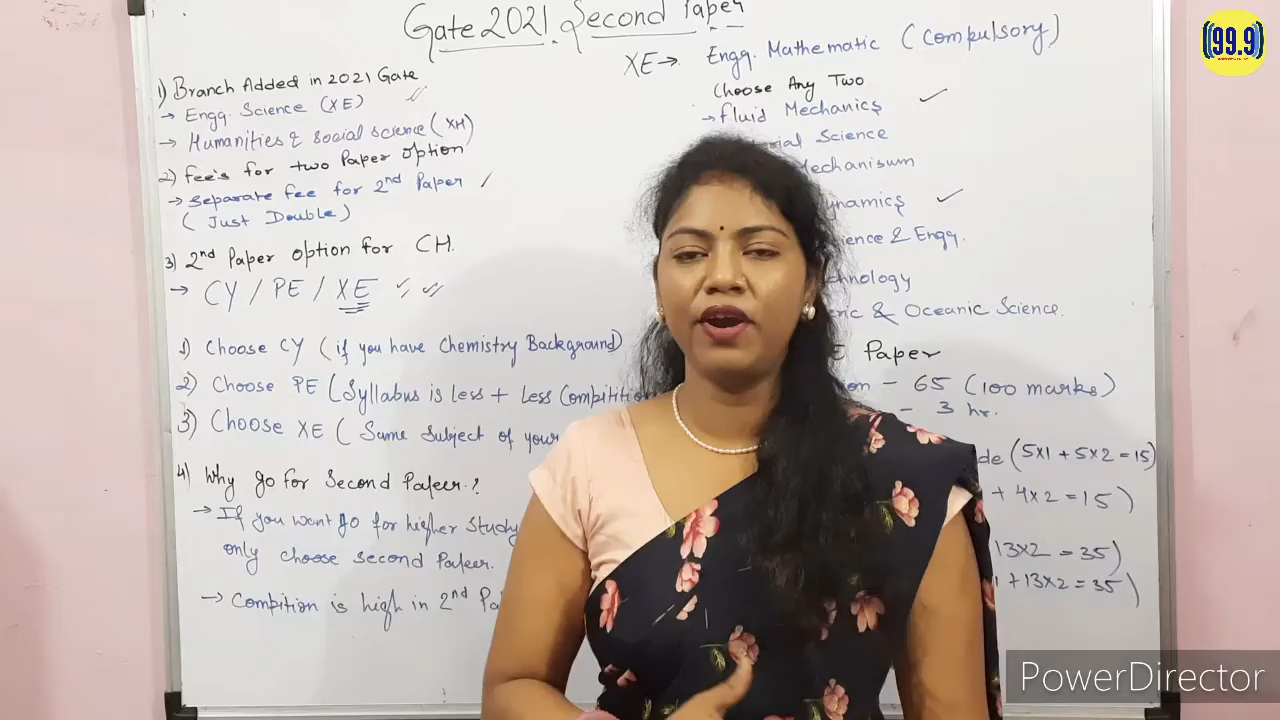 Gate 2021 Second Paper
1) Branch Added in 2021 Gate
→ Engg. Science (XE)
→ Humanities & social science (XH)
2) fee's for two Paper option
→ separate fee for 2nd Paper
( Just Double)
3) 2nd Paper option for CH.
→ CY / PE / XE
1) Choose CY (if you have Chemistry Background)
2) Choose PE (Syllabus is Less + Less Compitition
3) Choose XE ( Same Subject of your
4) Why go for Second Pafeer.?
→ If you want go for higher study
only choose second Pafeer.
→ Compition is high in 2nd Pa
XE → Engg. Mathematic (Compulsory)
Choose Any Two
→ fluid Mechanics
rial Science
Mechanisum
ynamics
ience & Engg.
chnology
ric & Oceanic Science.
E Paper
on - 65 (100 marks)
- 3 hr.
de (5x1 + 5x2 = 15)
+ 4x2 = 15)
13x2 = 35)
+ 13x2 = 35)
99.9
PowerDirector